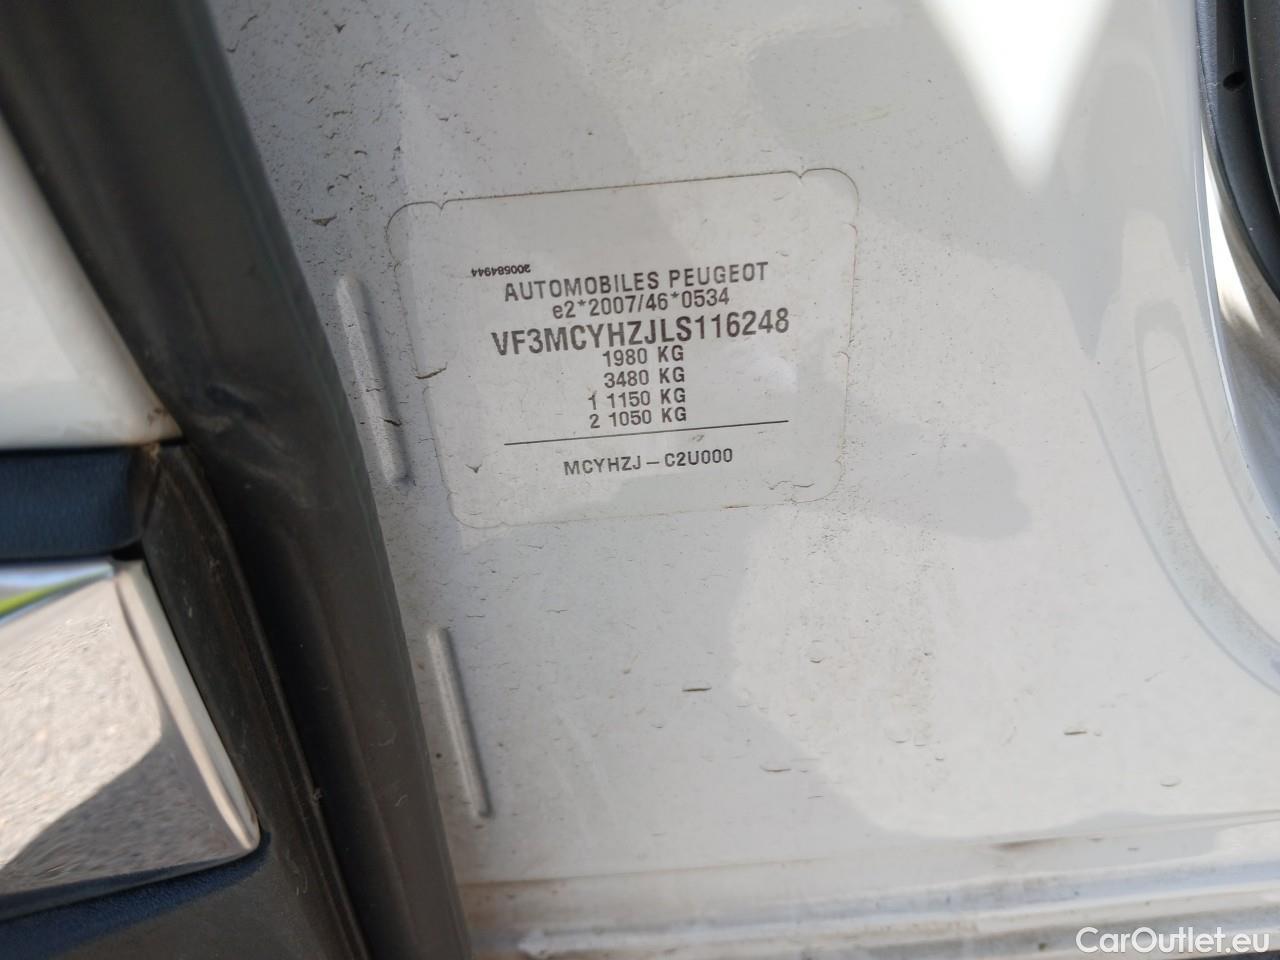 200584944
AUTOMOBILES PEUGEOT
e2*2007/46*0534
VF3MCYHZJLS116248
1980 KG
3480 KG
1 1150 KG
2 1050 KG
MCYHZJ – C2U000
CarOutlet.eu